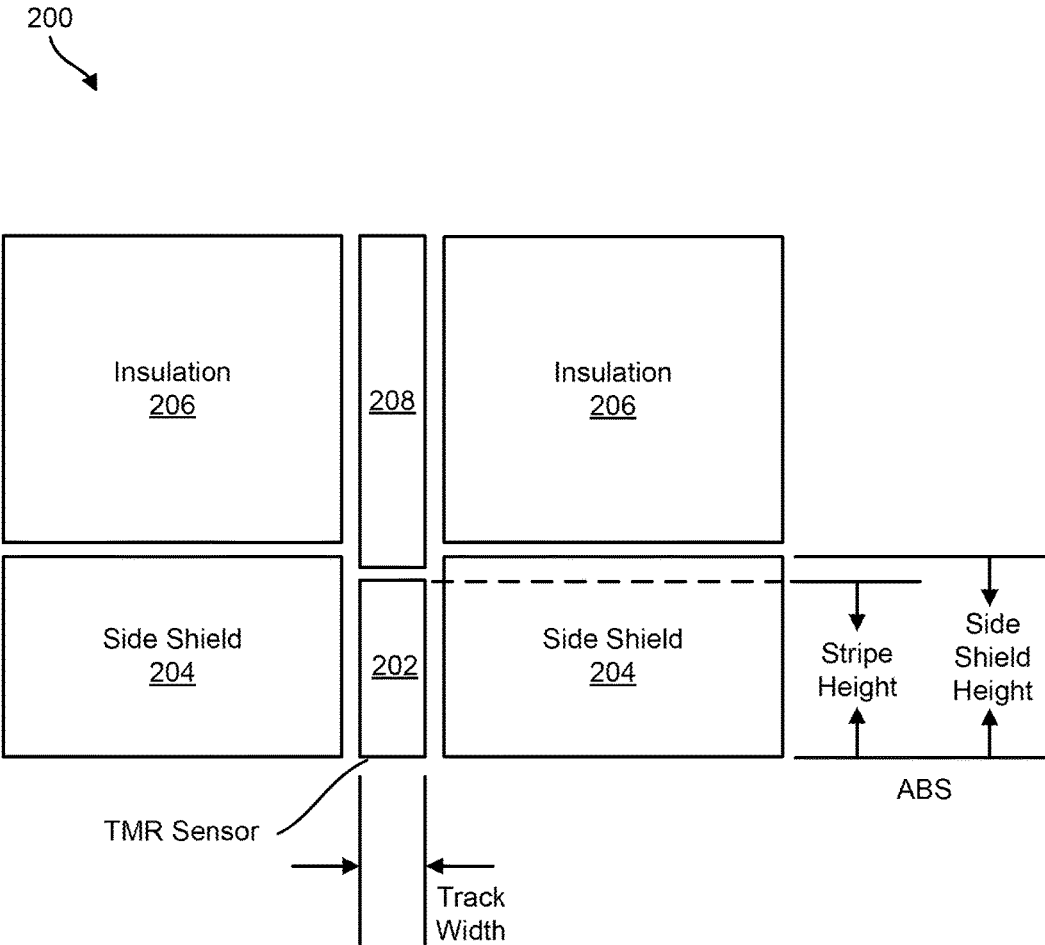 200
Insulation
206
208
Insulation
206
Side Shield
204
202
Side Shield
204
Stripe
Height
Side
Shield
Height
ABS
TMR Sensor
Track
Width